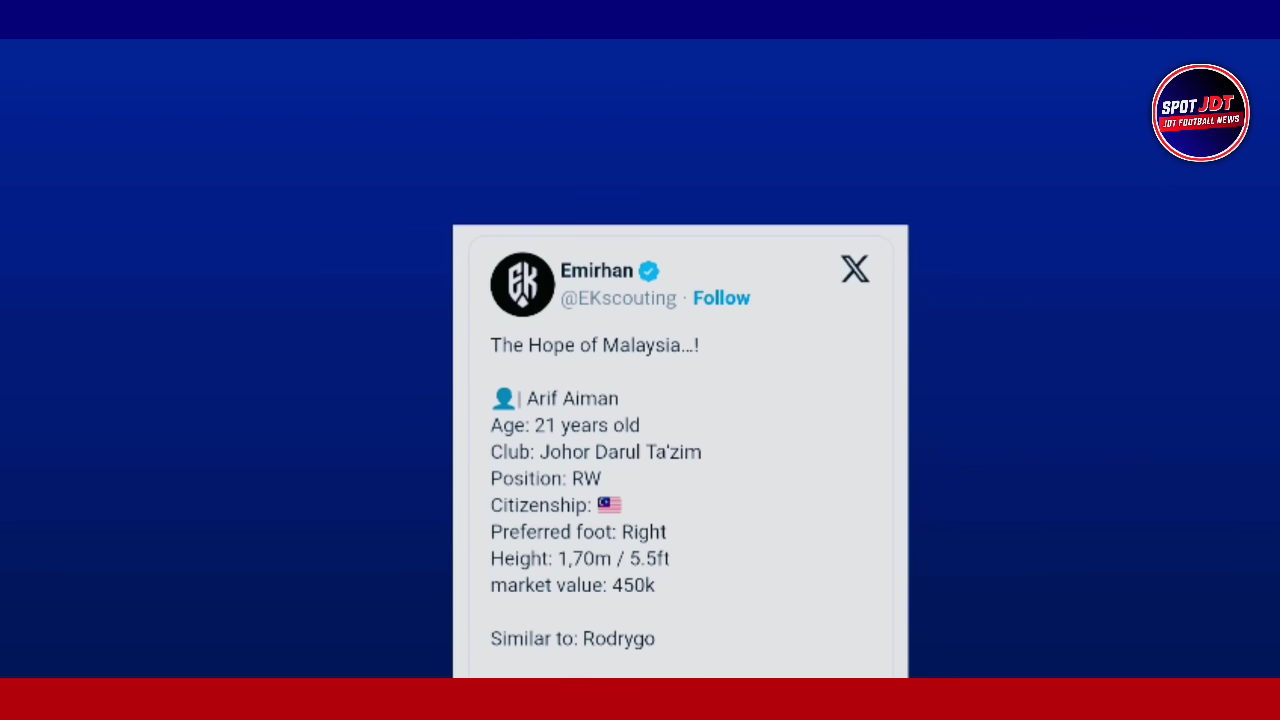 SPOT JDT
JDT FOOTBALL NEWS
EK
Emirhan
@EKscouting · Follow
The Hope of Malaysia...!
👤| Arif Aiman
Age: 21 years old
Club: Johor Darul Ta'zim
Position: RW
Citizenship: 🇲🇾
Preferred foot: Right
Height: 1,70m / 5.5ft
market value: 450k
Similar to: Rodrygo